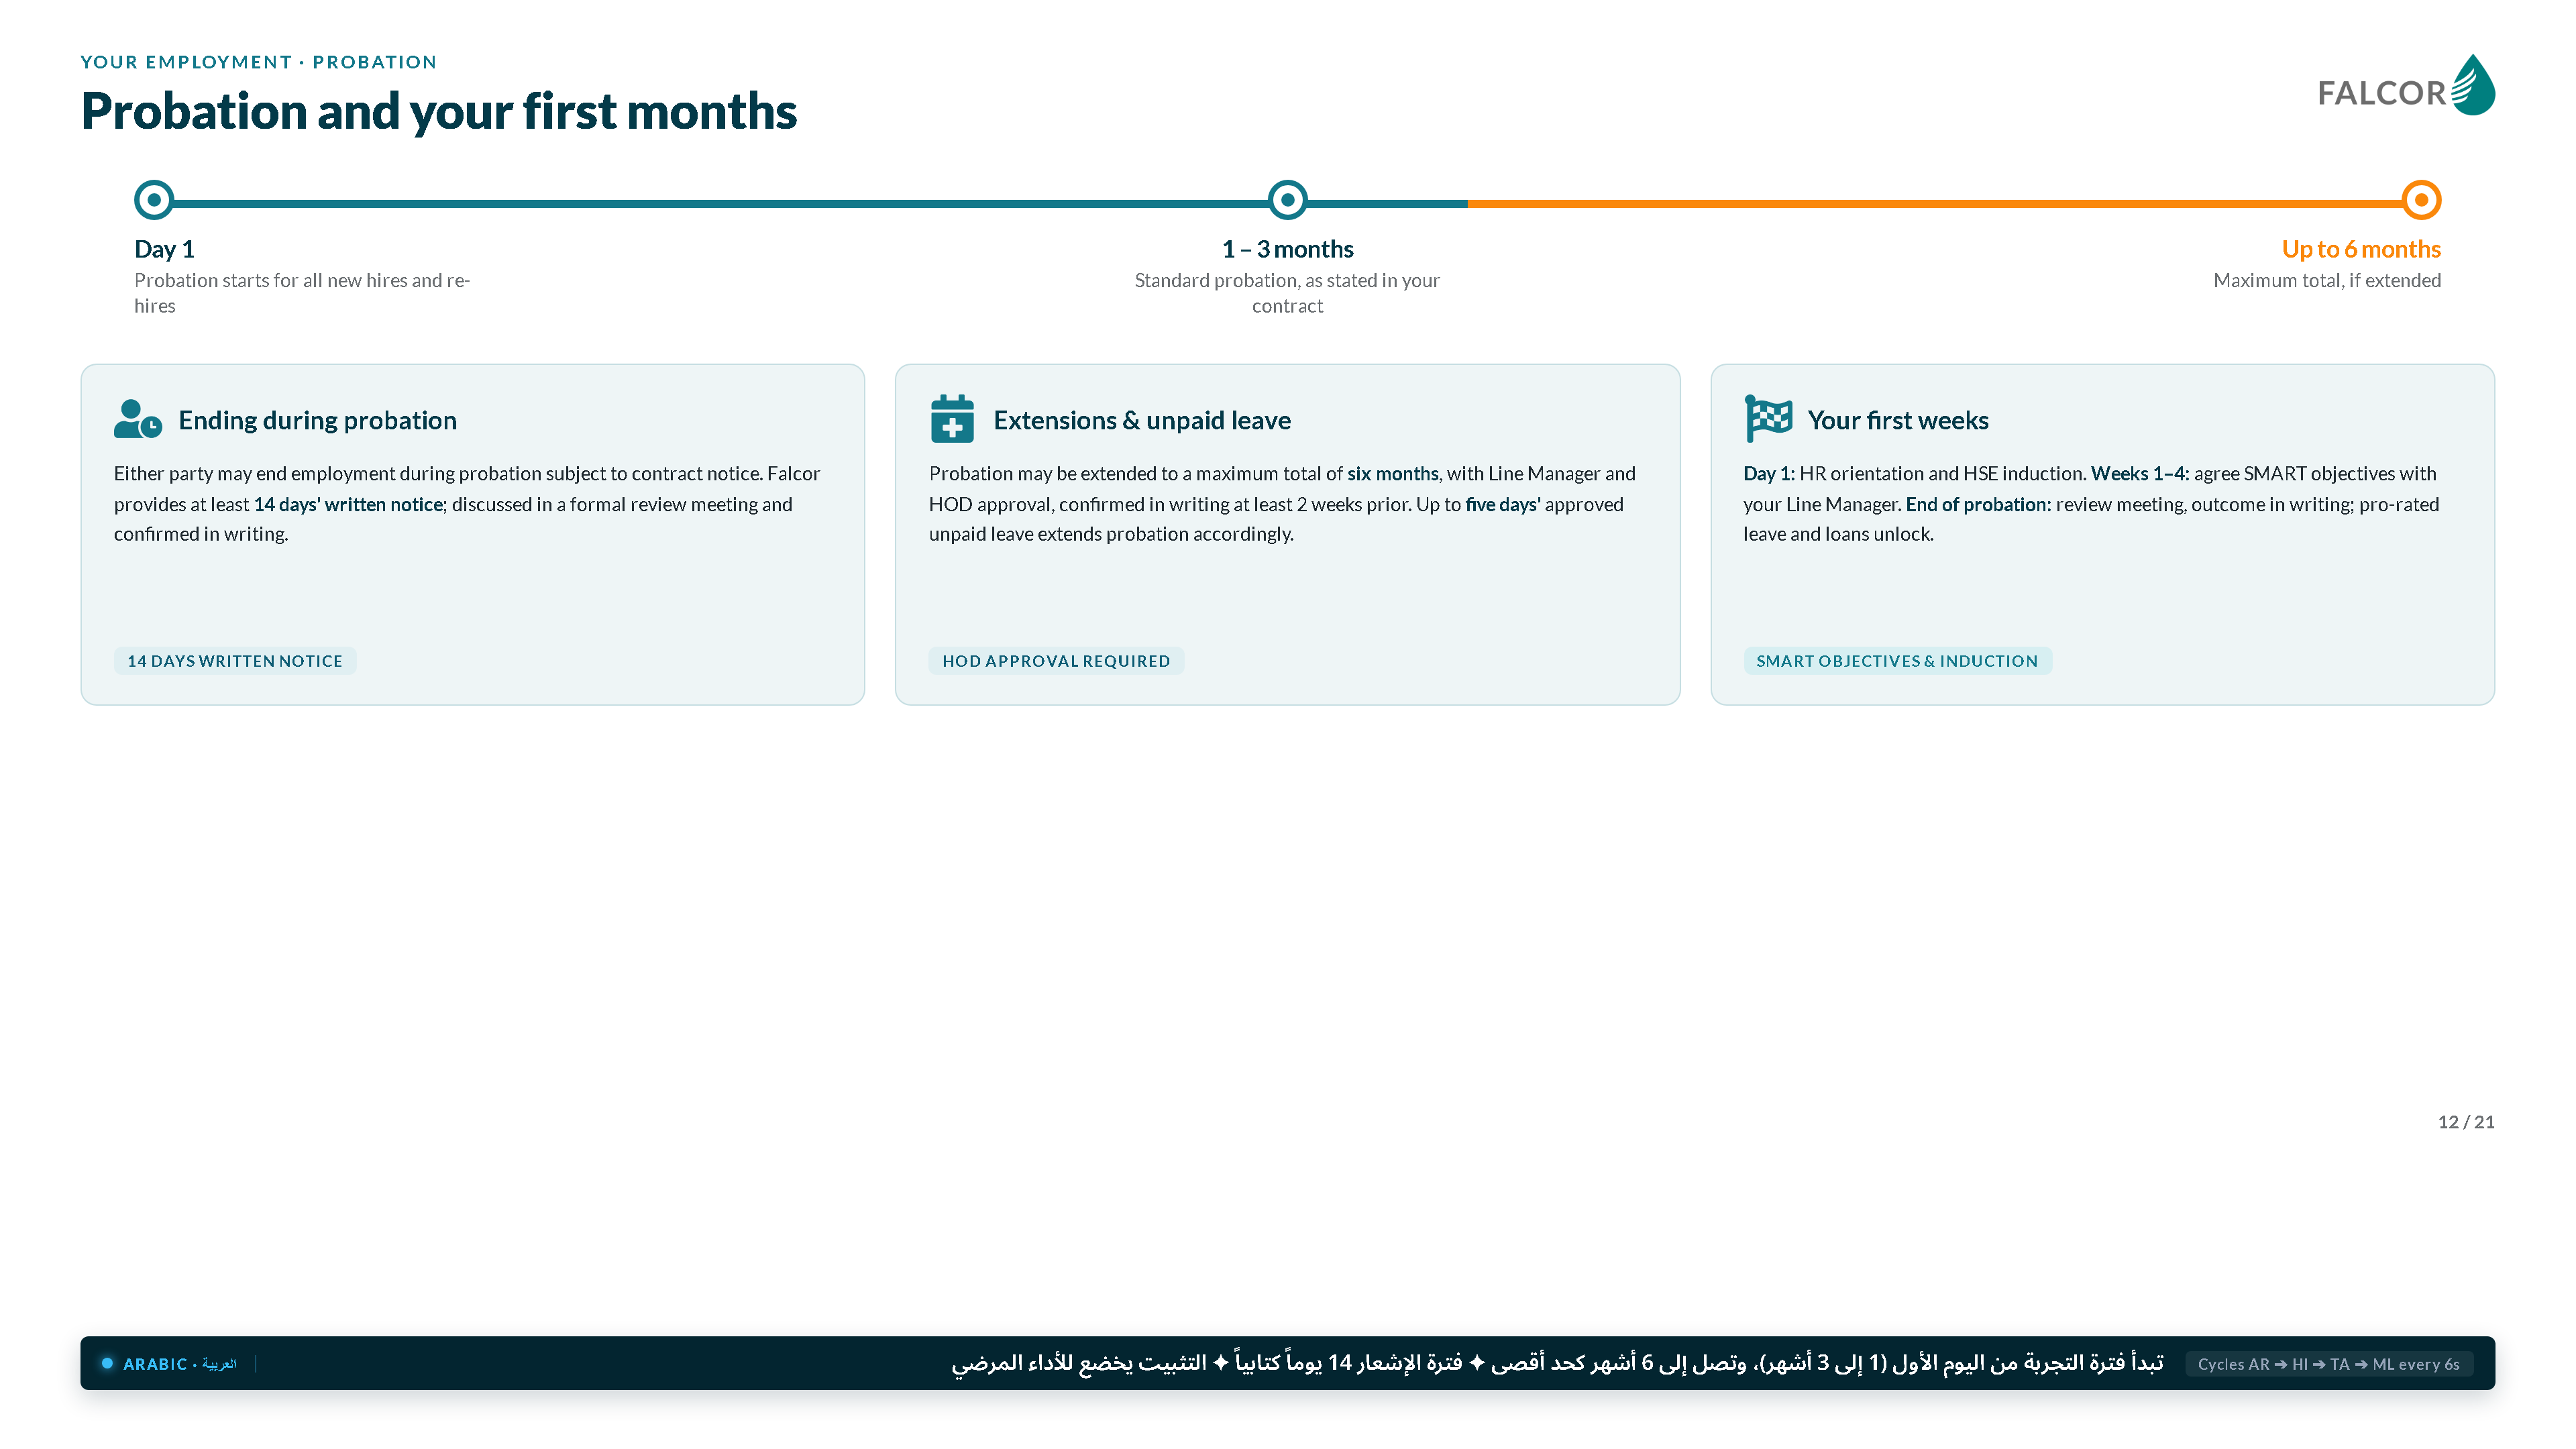 YOUR EMPLOYMENT · PROBATION
Probation and your first months
FALCOR
Day 1
Probation starts for all new hires and re-
hires
1 – 3 months
Standard probation, as stated in your
contract
Up to 6 months
Maximum total, if extended
Ending during probation
Either party may end employment during probation subject to contract notice. Falcor
provides at least 14 days' written notice; discussed in a formal review meeting and
confirmed in writing.
14 DAYS WRITTEN NOTICE
Extensions & unpaid leave
Probation may be extended to a maximum total of six months, with Line Manager and
HOD approval, confirmed in writing at least 2 weeks prior. Up to five days' approved
unpaid leave extends probation accordingly.
HOD APPROVAL REQUIRED
Your first weeks
Day 1: HR orientation and HSE induction. Weeks 1–4: agree SMART objectives with
your Line Manager. End of probation: review meeting, outcome in writing; pro-rated
leave and loans unlock.
SMART OBJECTIVES & INDUCTION
12 / 21
ARABIC · العربية
تبدأ فترة التجربة من اليوم الأول (1 إلى 3 أشهر)، وتصل إلى 6 أشهر كحد أقصى ✦ فترة الإشعار 14 يوماً كتابياً ✦ التثبيت يخضع للأداء المرضي
Cycles AR ➔ HI ➔ TA ➔ ML every 6s